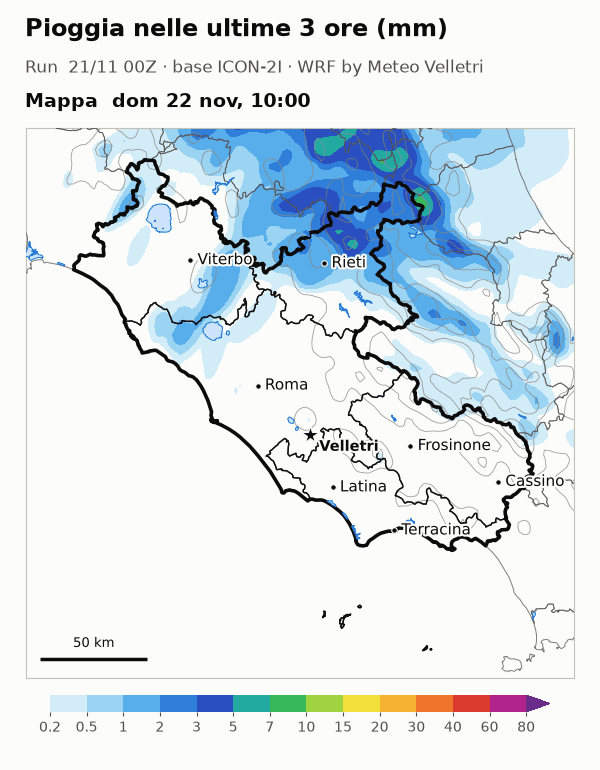 Pioggia nelle ultime 3 ore (mm)
Run  21/11 00Z · base ICON-2I · WRF by Meteo Velletri
Mappa  dom 22 nov, 10:00
Viterbo
Rieti
Roma
Velletri
Frosinone
Latina
Cassino
Terracina
50 km
0.2 0.5 1 2 3 5 7 10 15 20 30 40 60 80